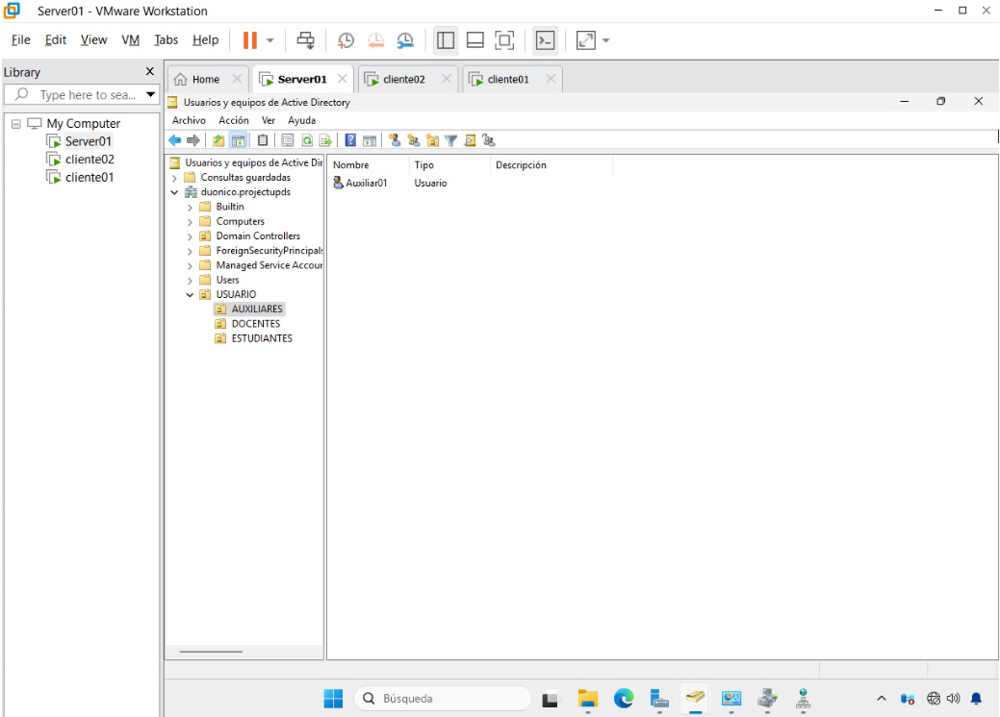 Server01 - VMware Workstation
File Edit View VM Tabs Help
Library
Type here to sea...
My Computer
Server01
cliente02
cliente01
Home Server01 cliente02 cliente01
Usuarios y equipos de Active Directory
Archivo Acción Ver Ayuda
Usuarios y equipos de Active Dir
Consultas guardadas
duonico.projectupds
Builtin
Computers
Domain Controllers
ForeignSecurityPrincipals
Managed Service Accour
Users
USUARIO
AUXILIARES
DOCENTES
ESTUDIANTES
Nombre Tipo Descripción
Auxiliar01 Usuario
Búsqueda